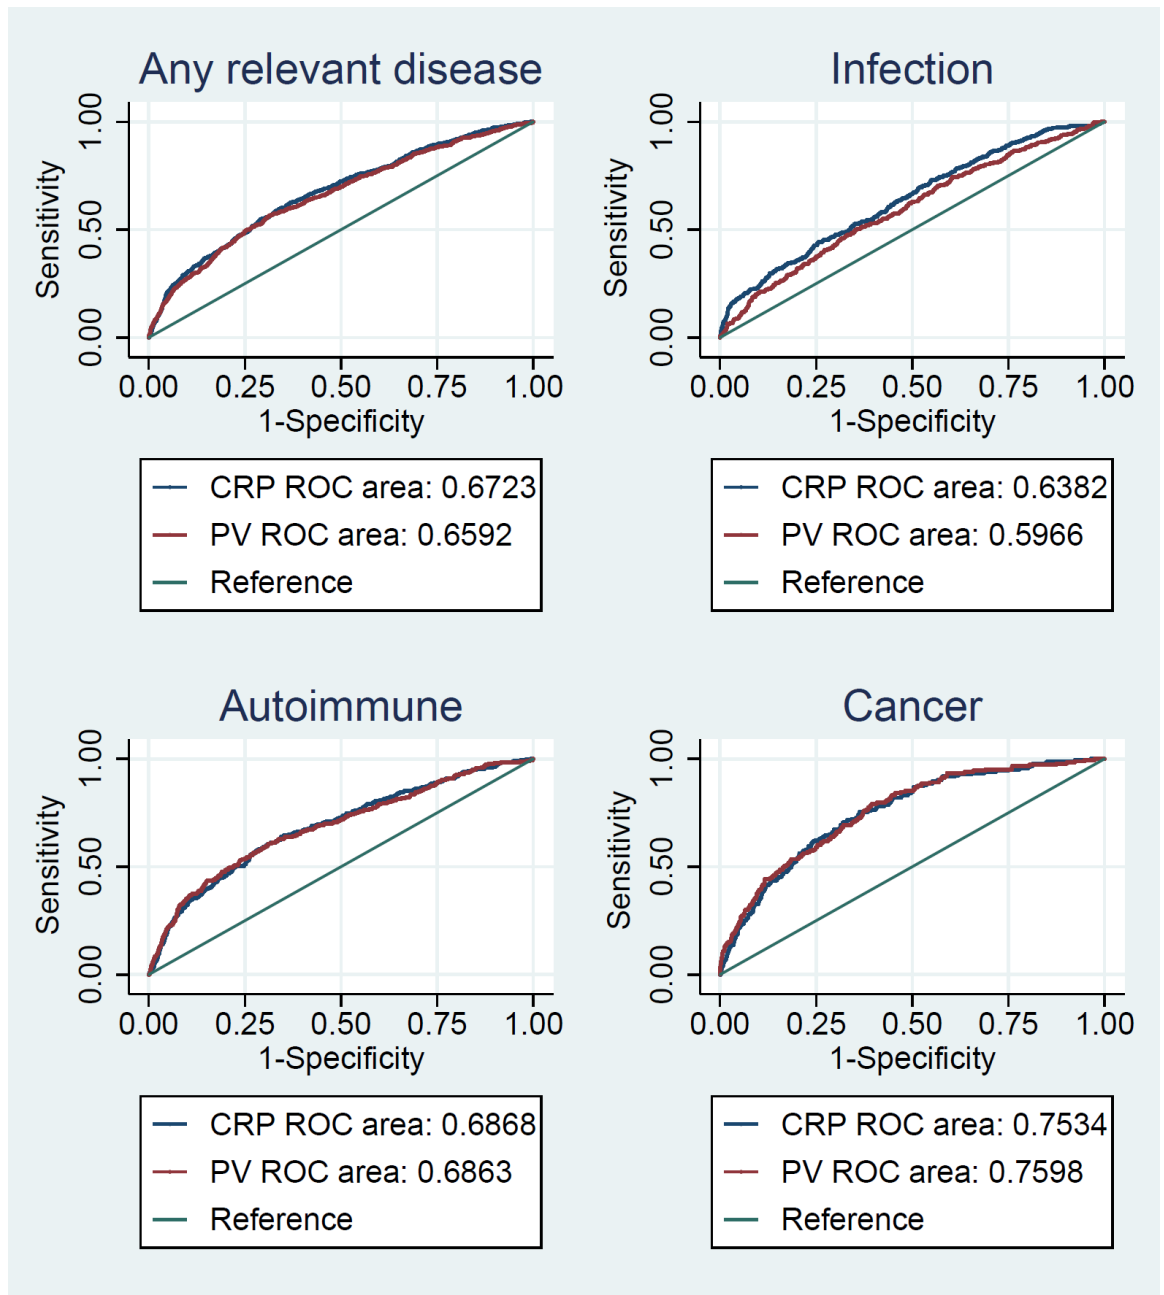 Any relevant disease
Sensitivity
1.00
0.50
0.00
0.00 0.25 0.50 0.75 1.00
1-Specificity
CRP ROC area: 0.6723
PV ROC area: 0.6592
Reference
Infection
Sensitivity
1.00
0.50
0.00
0.00 0.25 0.50 0.75 1.00
1-Specificity
CRP ROC area: 0.6382
PV ROC area: 0.5966
Reference
Autoimmune
Sensitivity
1.00
0.50
0.00
0.00 0.25 0.50 0.75 1.00
1-Specificity
CRP ROC area: 0.6868
PV ROC area: 0.6863
Reference
Cancer
Sensitivity
1.00
0.50
0.00
0.00 0.25 0.50 0.75 1.00
1-Specificity
CRP ROC area: 0.7534
PV ROC area: 0.7598
Reference